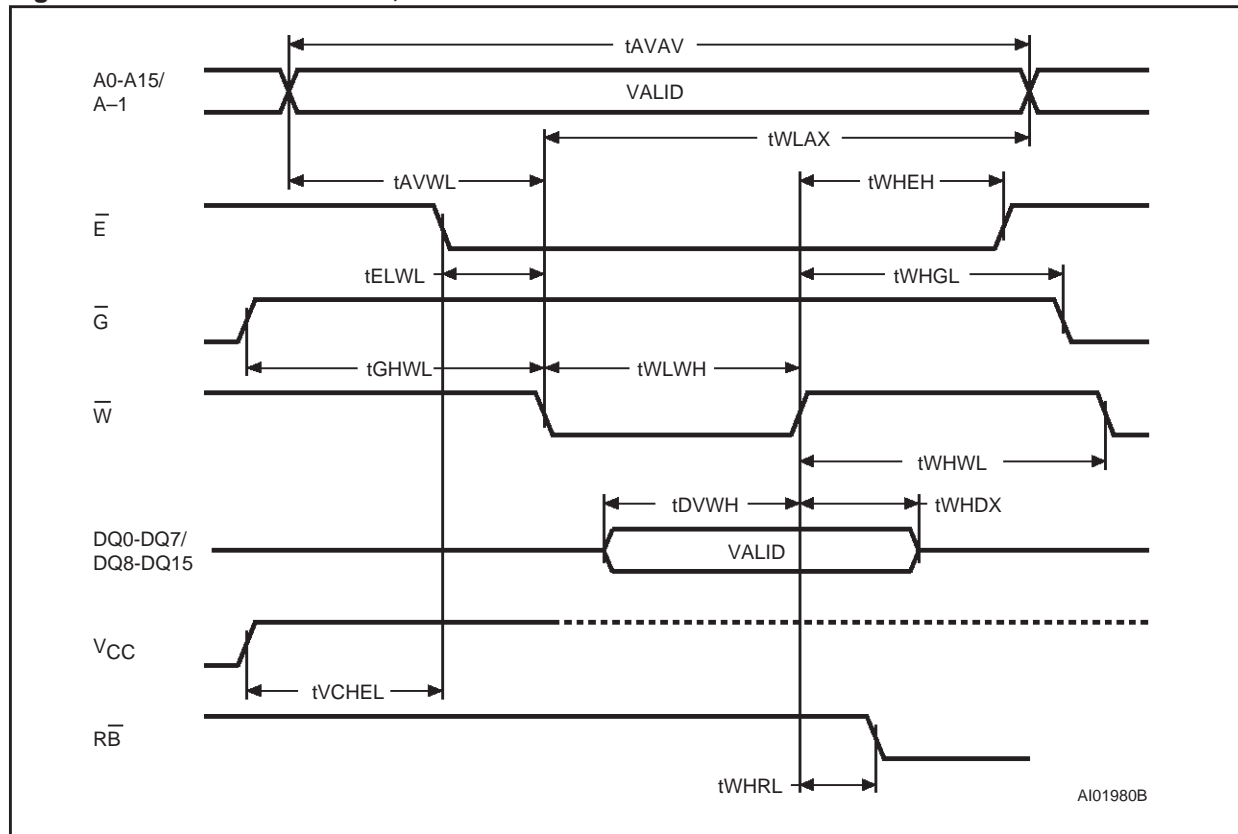 tAVAV
A0-A15/
A–1
VALID
tWLAX
tAVWL
tWHEH
E̅
tELWL
tWHGL
G̅
tGHWL
tWLWH
W̅
tWHWL
tDVWH
tWHDX
DQ0-DQ7/
DQ8-DQ15
VALID
VCC
tVCHEL
RB̅
tWHRL
AI01980B